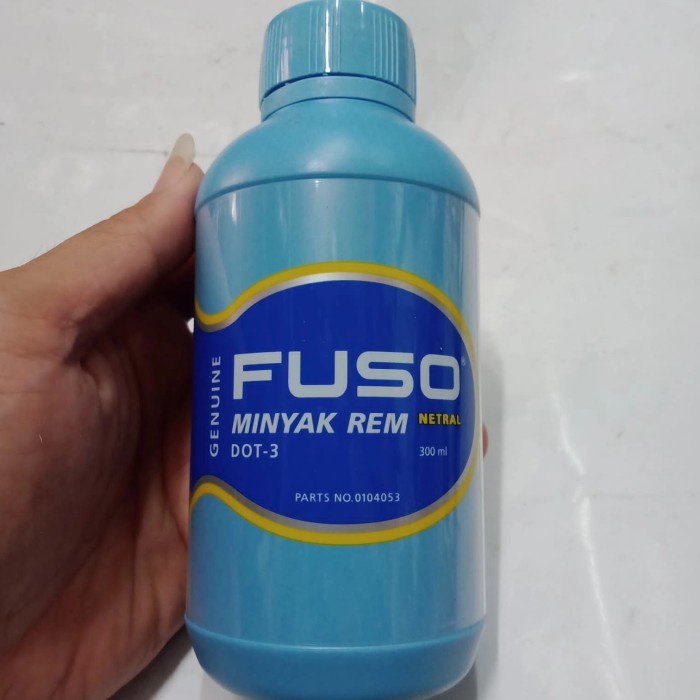 GENUINE
FUSO®
MINYAK REM NETRAL
DOT-3 300 ml
PARTS NO.0104053